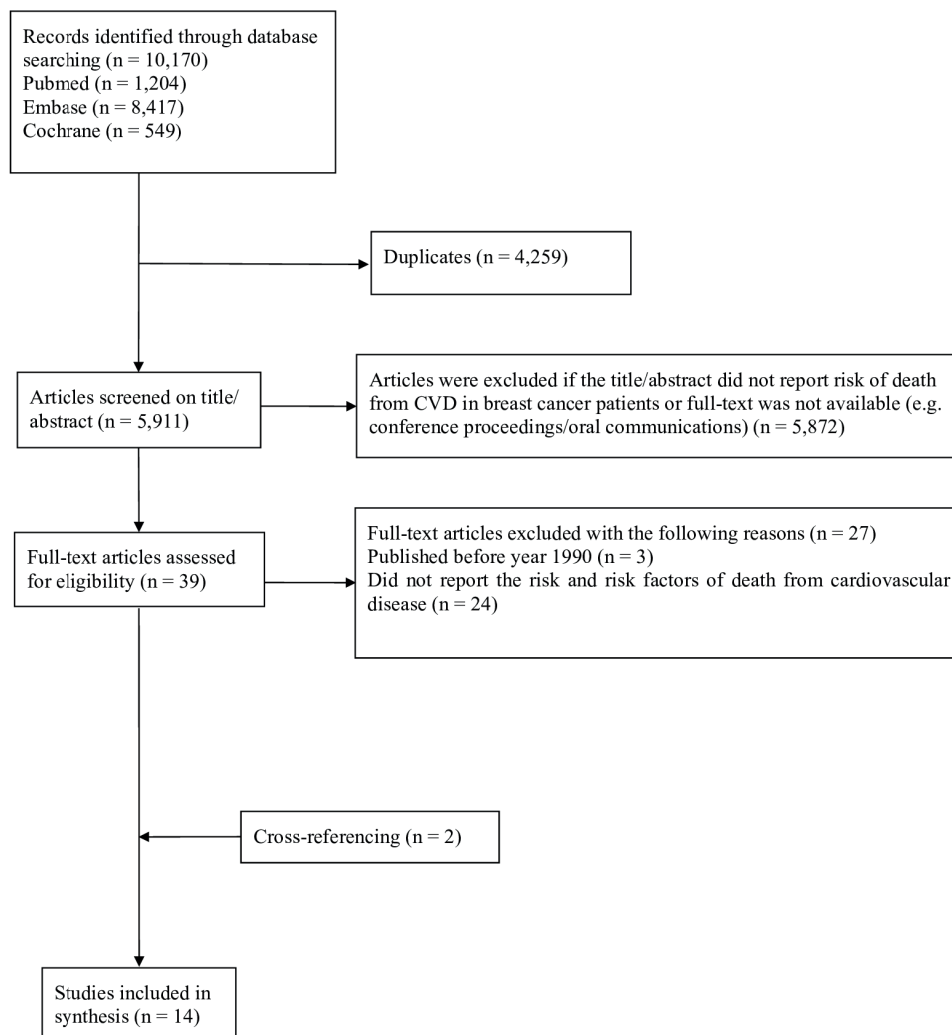 Records identified through database
searching (n = 10,170)
Pubmed (n = 1,204)
Embase (n = 8,417)
Cochrane (n = 549)
Duplicates (n = 4,259)
Articles screened on title/
abstract (n = 5,911)
Articles were excluded if the title/abstract did not report risk of death
from CVD in breast cancer patients or full-text was not available (e.g.
conference proceedings/oral communications) (n = 5,872)
Full-text articles assessed
for eligibility (n = 39)
Full-text articles excluded with the following reasons (n = 27)
Published before year 1990 (n = 3)
Did not report the risk and risk factors of death from cardiovascular
disease (n = 24)
Cross-referencing (n = 2)
Studies included in
synthesis (n = 14)